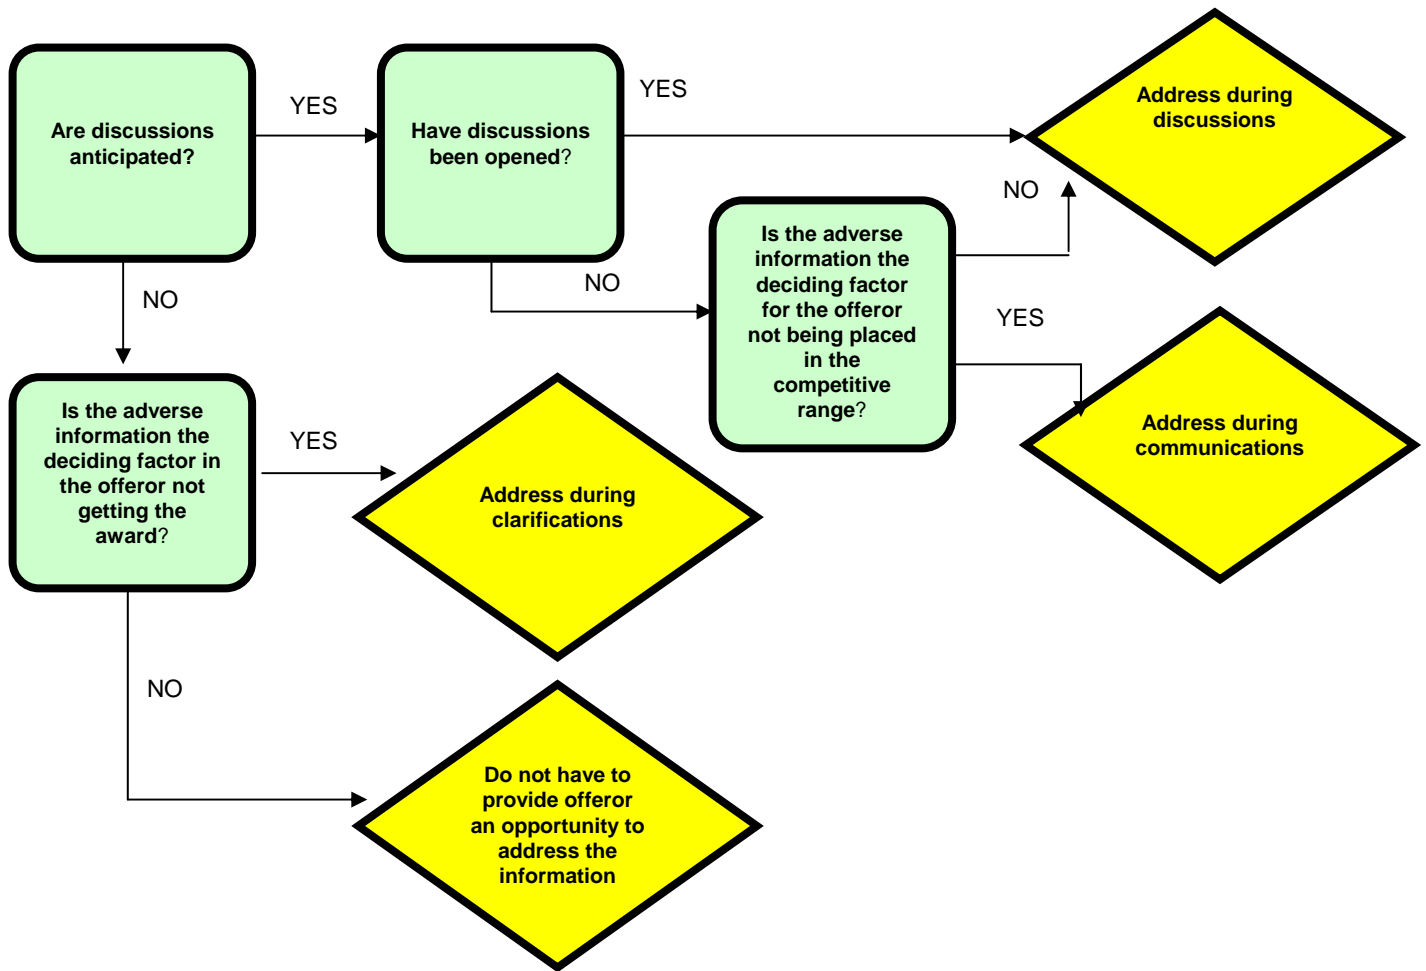 Are discussions
anticipated?
YES
Have discussions
been opened?
YES
Address during
discussions
NO
Is the adverse
information the
deciding factor
for the offeror
not being placed
in the
competitive
range?
NO
YES
Address during
communications
NO
Is the adverse
information the
deciding factor in
the offeror not
getting the
award?
YES
Address during
clarifications
NO
Do not have to
provide offeror
an opportunity to
address the
information